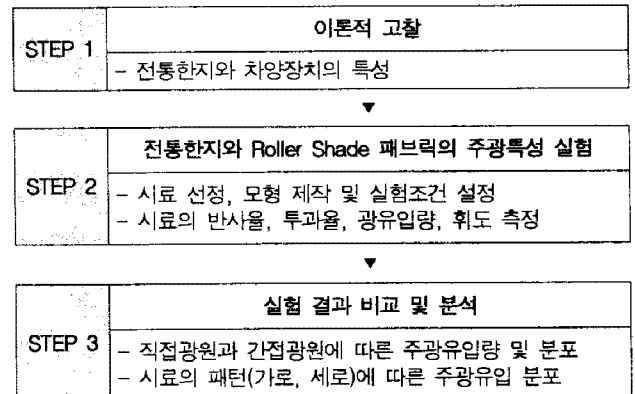 STEP 1
이론적 고찰
- 전통한지와 차양장치의 특성
▼
STEP 2
전통한지와 Roller Shade 패브릭의 주광특성 실험
- 시료 선정, 모형 제작 및 실험조건 설정
- 시료의 반사율, 투과율, 광유입량, 휘도 측정
▼
STEP 3
실험 결과 비교 및 분석
- 직접광원과 간접광원에 따른 주광유입량 및 분포
- 시료의 패턴(가로, 세로)에 따른 주광유입 분포